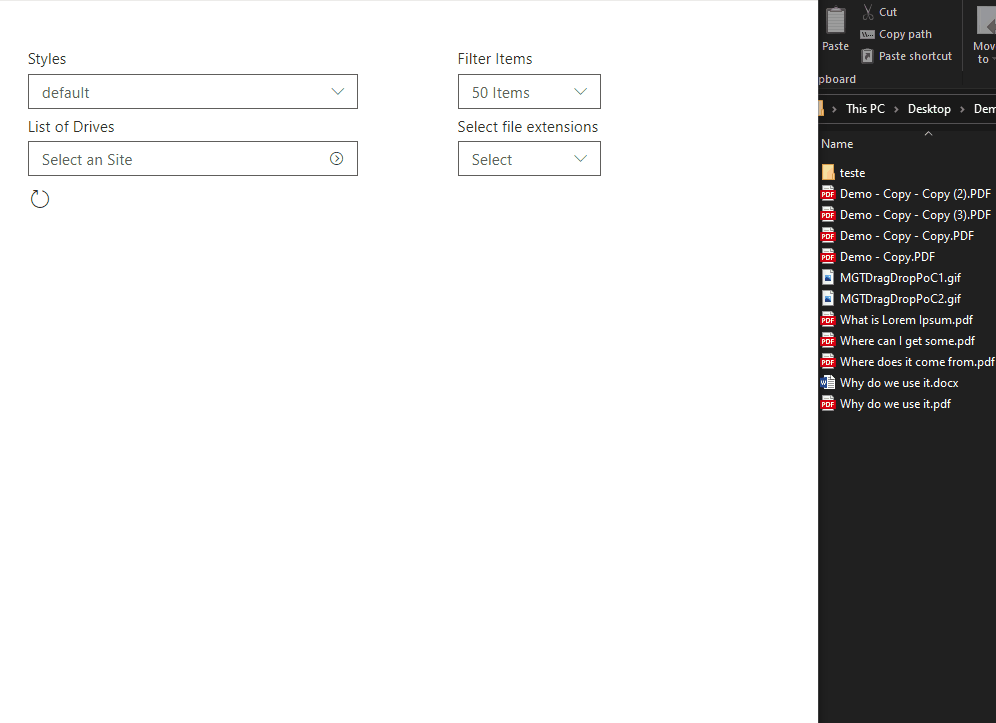 Styles
default
Filter Items
50 Items
List of Drives
Select an Site
Select file extensions
Select
Paste
Cut
Copy path
Paste shortcut
Mov
to
pboard
This PC
Desktop
Dem
Name
teste
Demo - Copy - Copy (2).PDF
Demo - Copy - Copy (3).PDF
Demo - Copy - Copy.PDF
Demo - Copy.PDF
MGTDragDropPoC1.gif
MGTDragDropPoC2.gif
What is Lorem Ipsum.pdf
Where can I get some.pdf
Where does it come from.pdf
Why do we use it.docx
Why do we use it.pdf